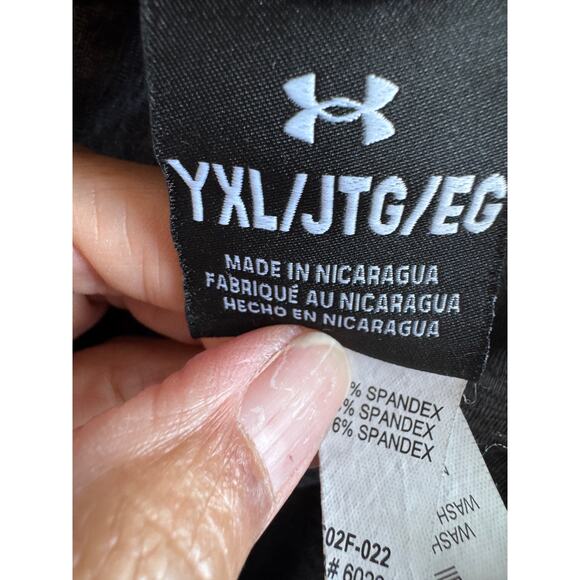 YXL/JTG/EG
MADE IN NICARAGUA
FABRIQUÉ AU NICARAGUA
HECHO EN NICARAGUA
% SPANDEX
% SPANDEX
6% SPANDEX
WASH
WASH
02F-022
# 602